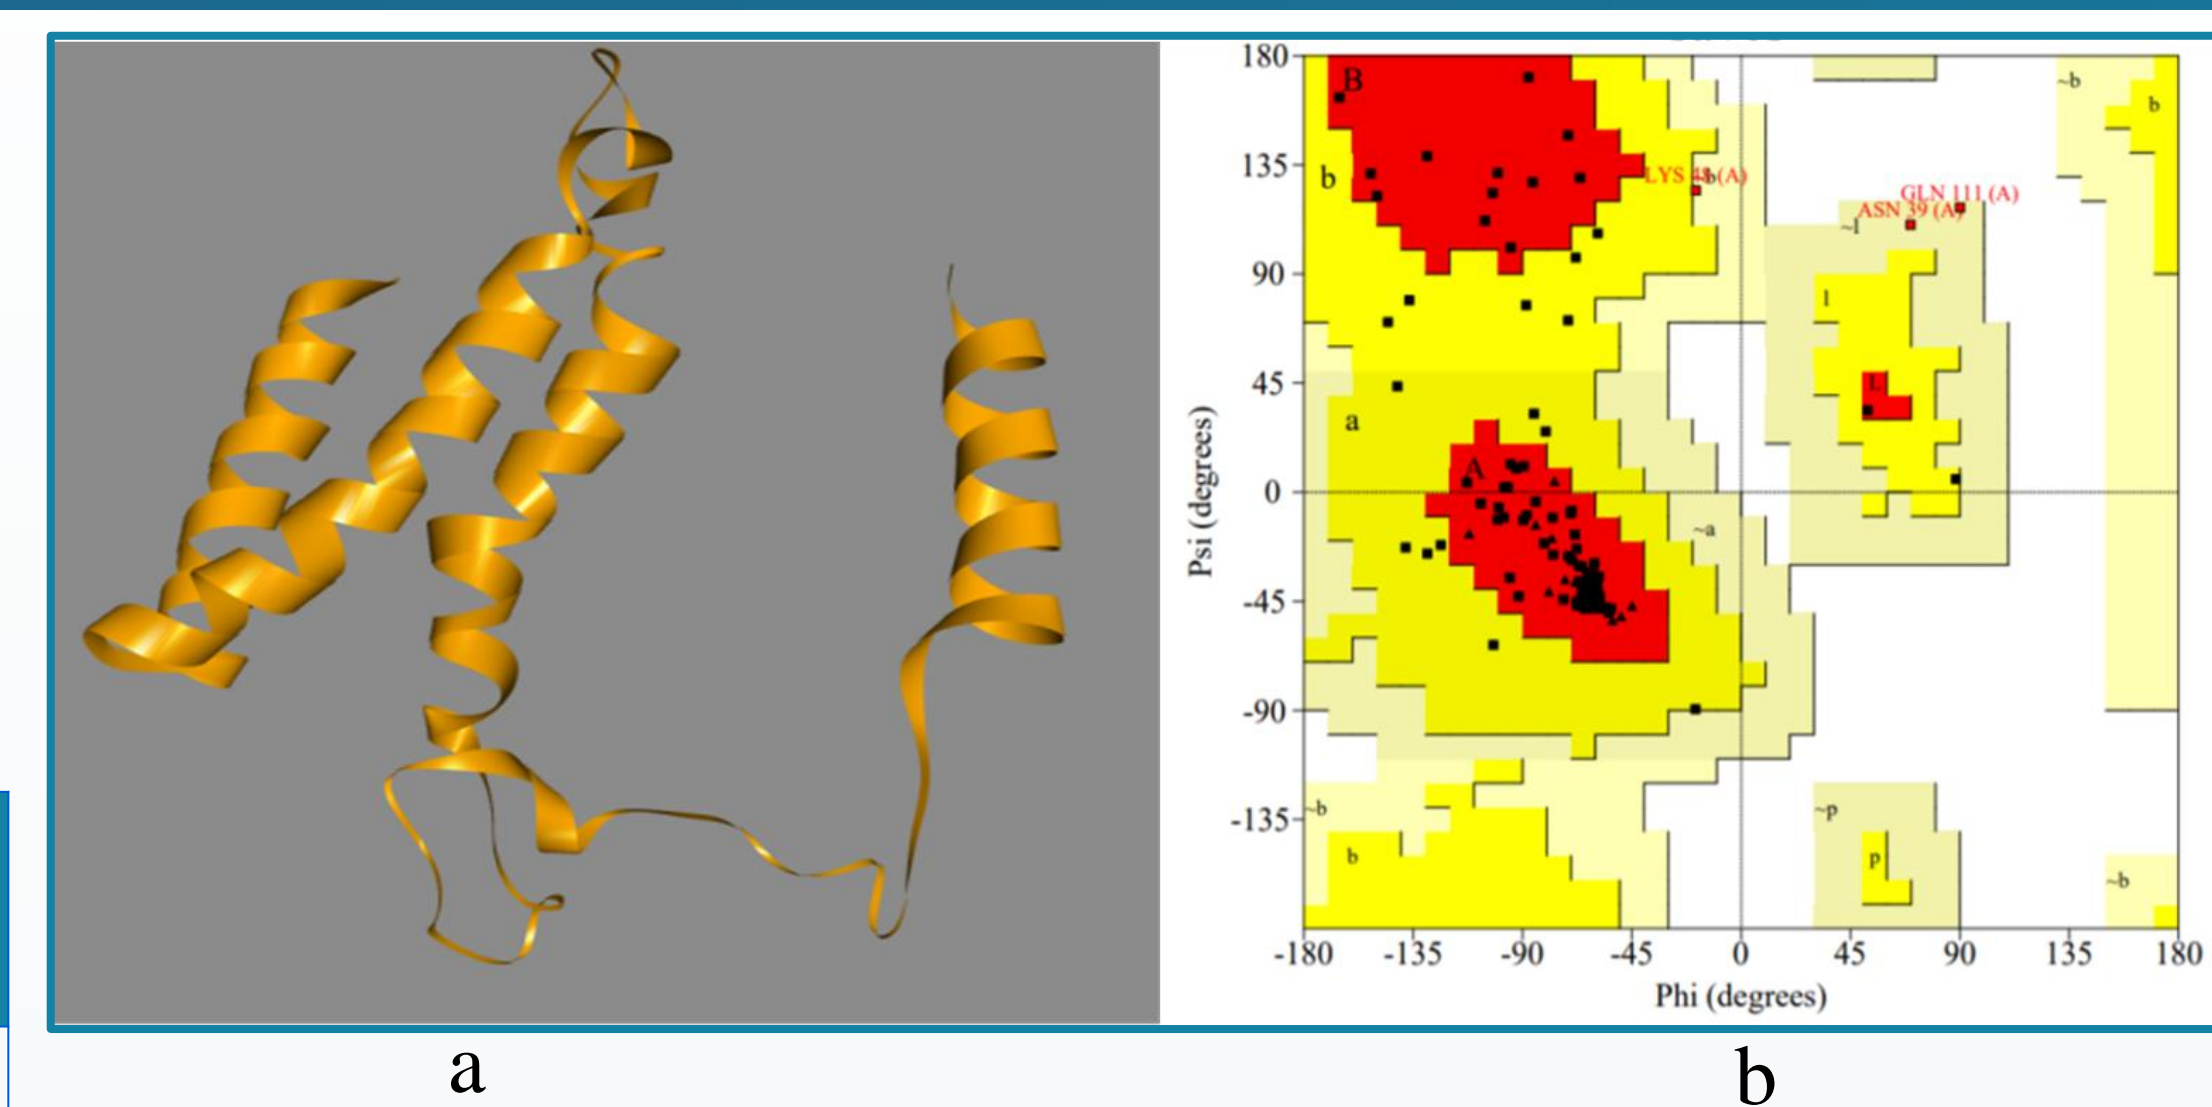 180
135
90
45
0
-45
-90
-135
Psi (degrees)
B
b
a
A
~b
b
LYS 48 (A)
~b
GLN 111 (A)
ASN 39 (A)
~l
l
L
~a
~b
b
~p
p
~b
-180 -135 -90 -45 0 45 90 135 180
Phi (degrees)
a b